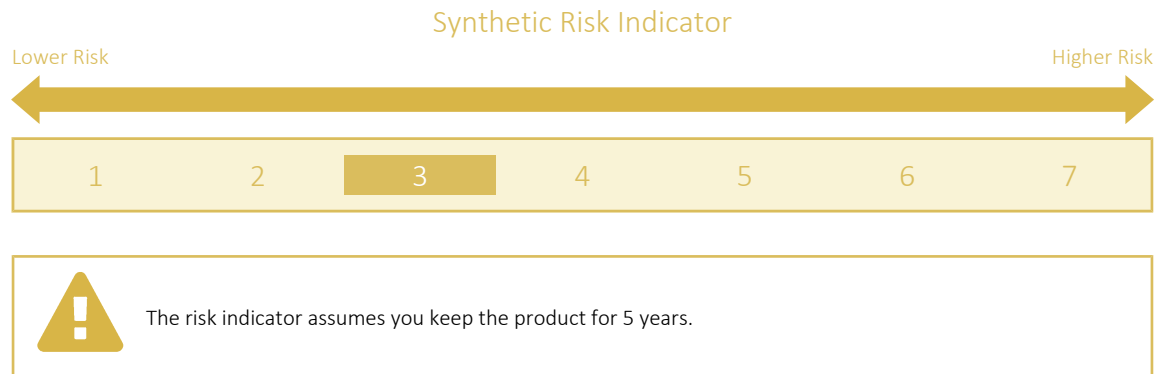 Synthetic Risk Indicator
Lower Risk Higher Risk
1 2 3 4 5 6 7
The risk indicator assumes you keep the product for 5 years.